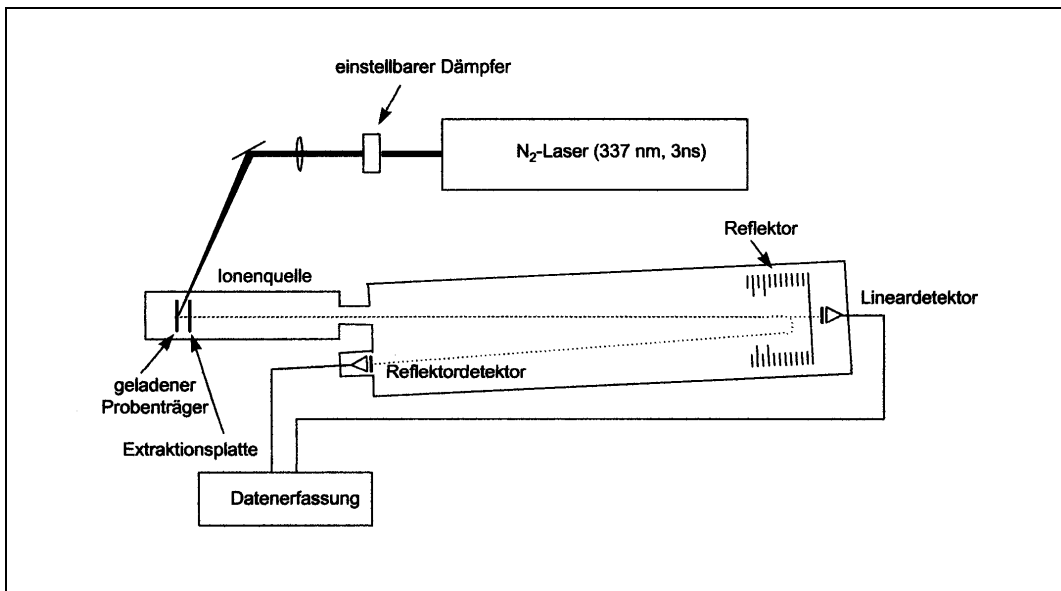 einstellbarer Dämpfer
N₂-Laser (337 nm, 3ns)
Reflektor
Ionenquelle
Lineardetektor
Reflektordetektor
geladener
Probenträger
Extraktionsplatte
Datenerfassung